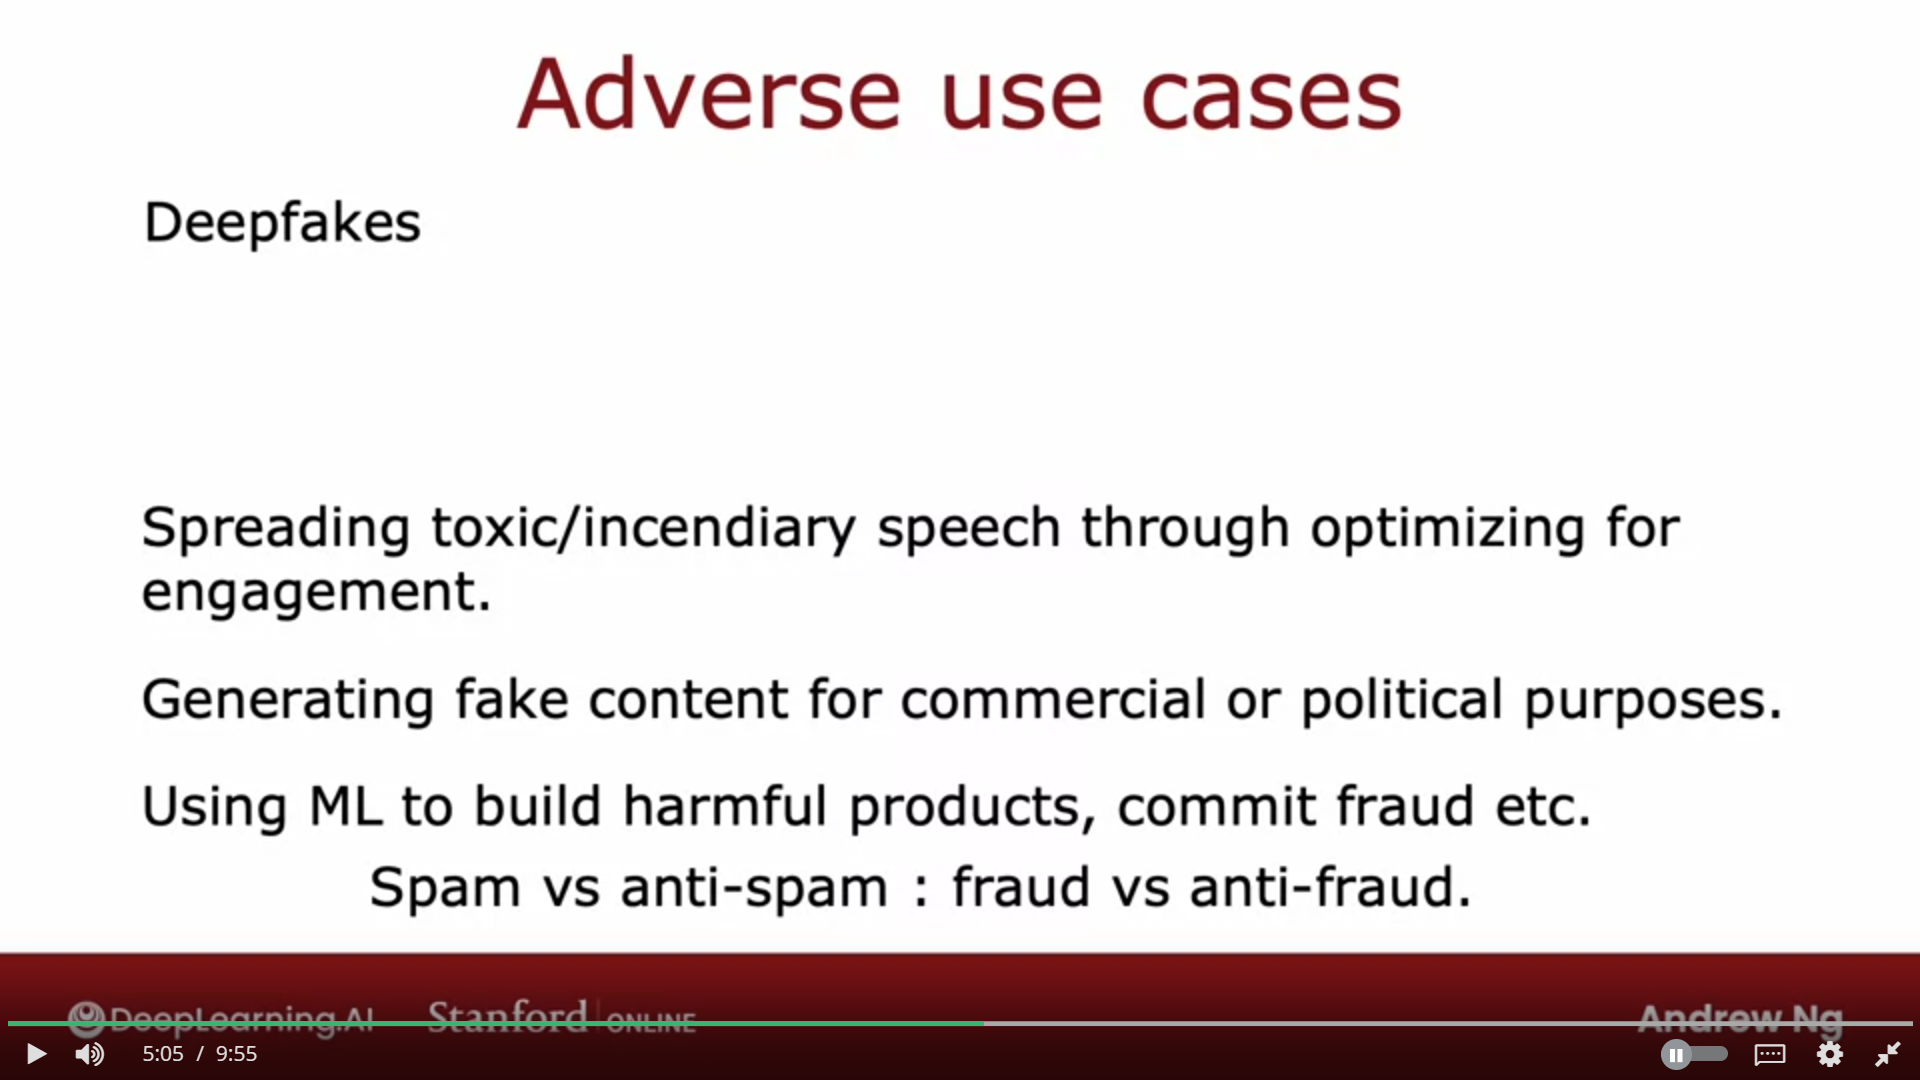 Adverse use cases
Deepfakes
Spreading toxic/incendiary speech through optimizing for
engagement.
Generating fake content for commercial or political purposes.
Using ML to build harmful products, commit fraud etc.
Spam vs anti-spam : fraud vs anti-fraud.
DeepLearning.AI Stanford ONLINE Andrew Ng
5:05 / 9:55